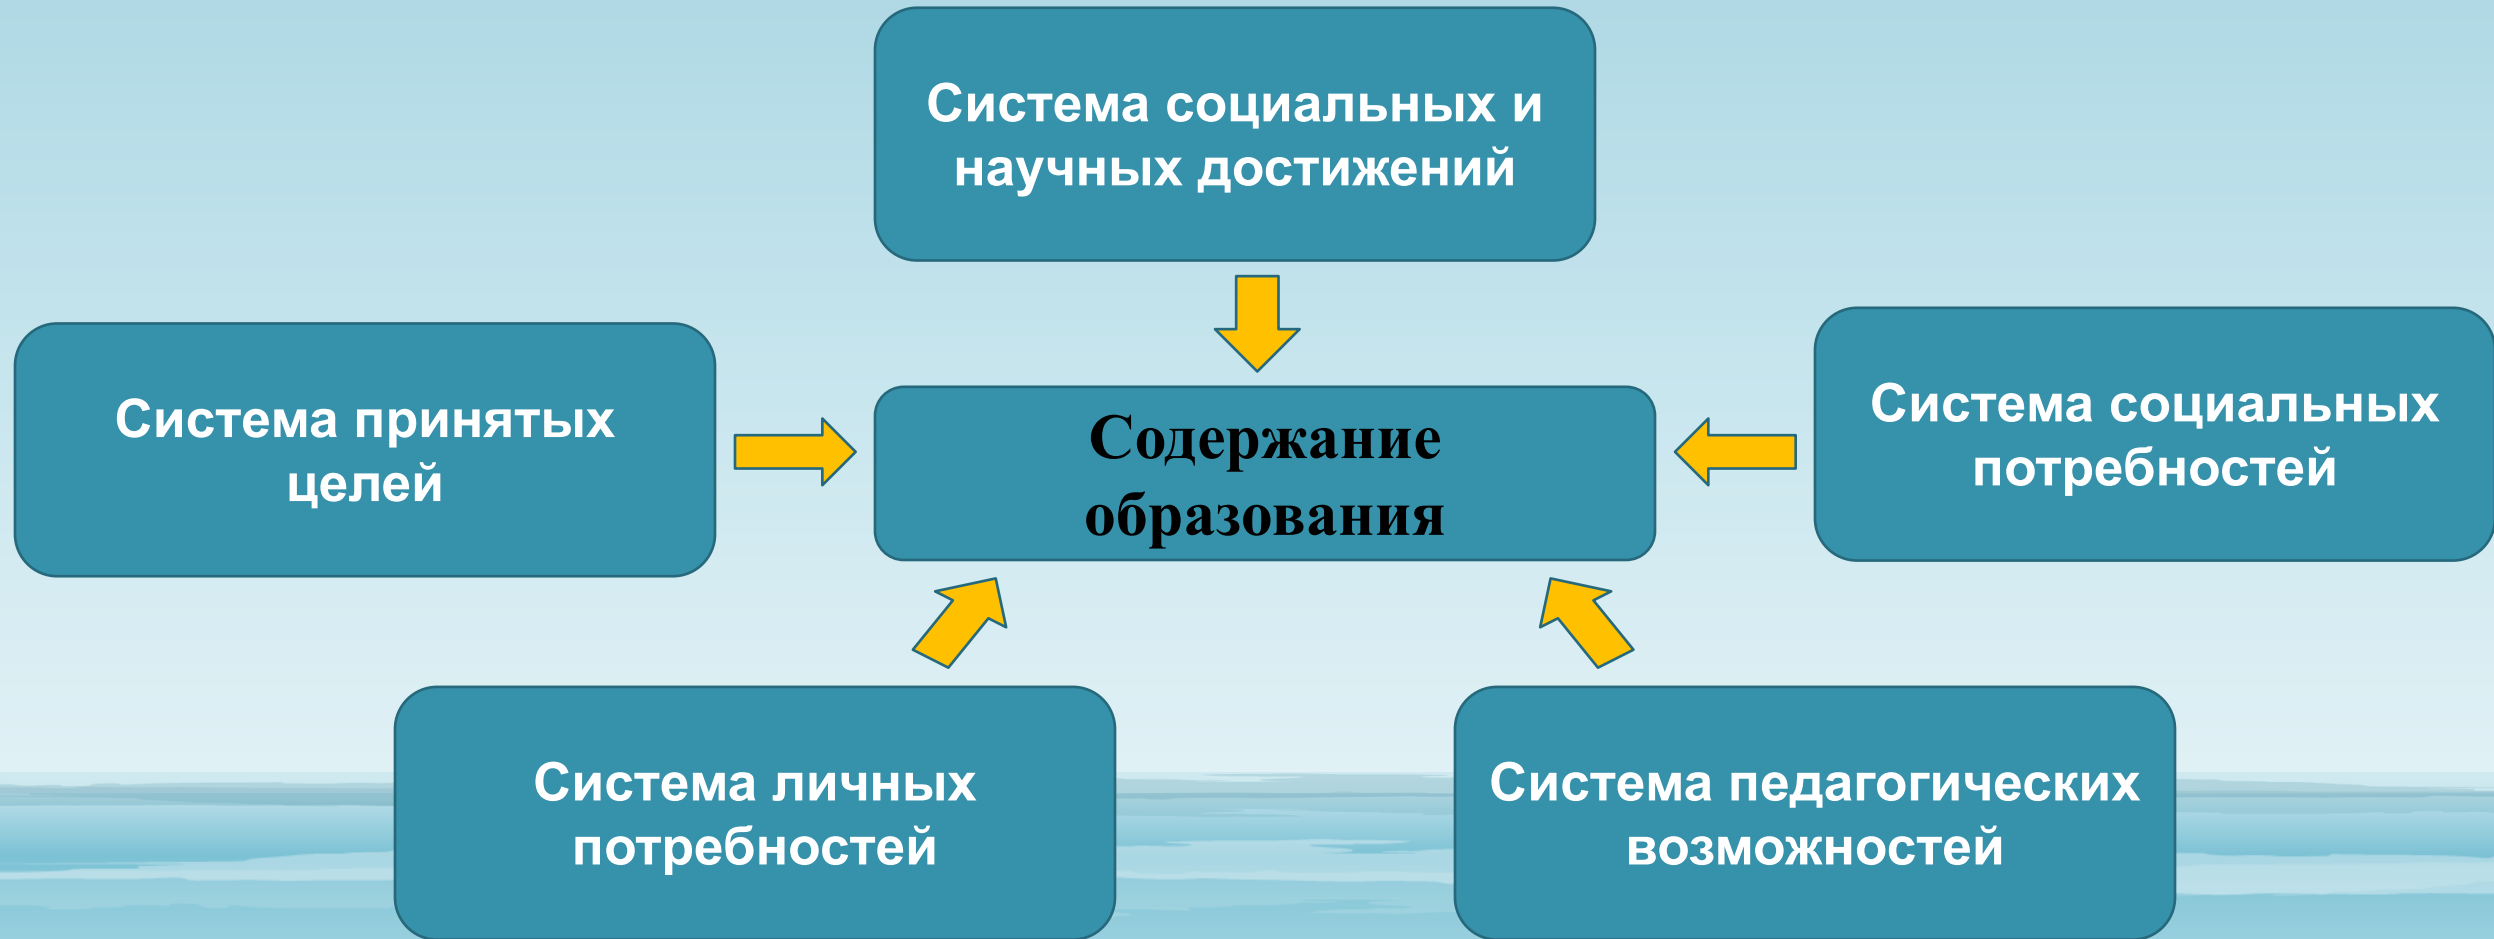 Система социальных и
научных достижений
Система принятых
целей
Содержание
образования
Система социальных
потребностей
Система личных
потребностей
Система педагогических
возможностей